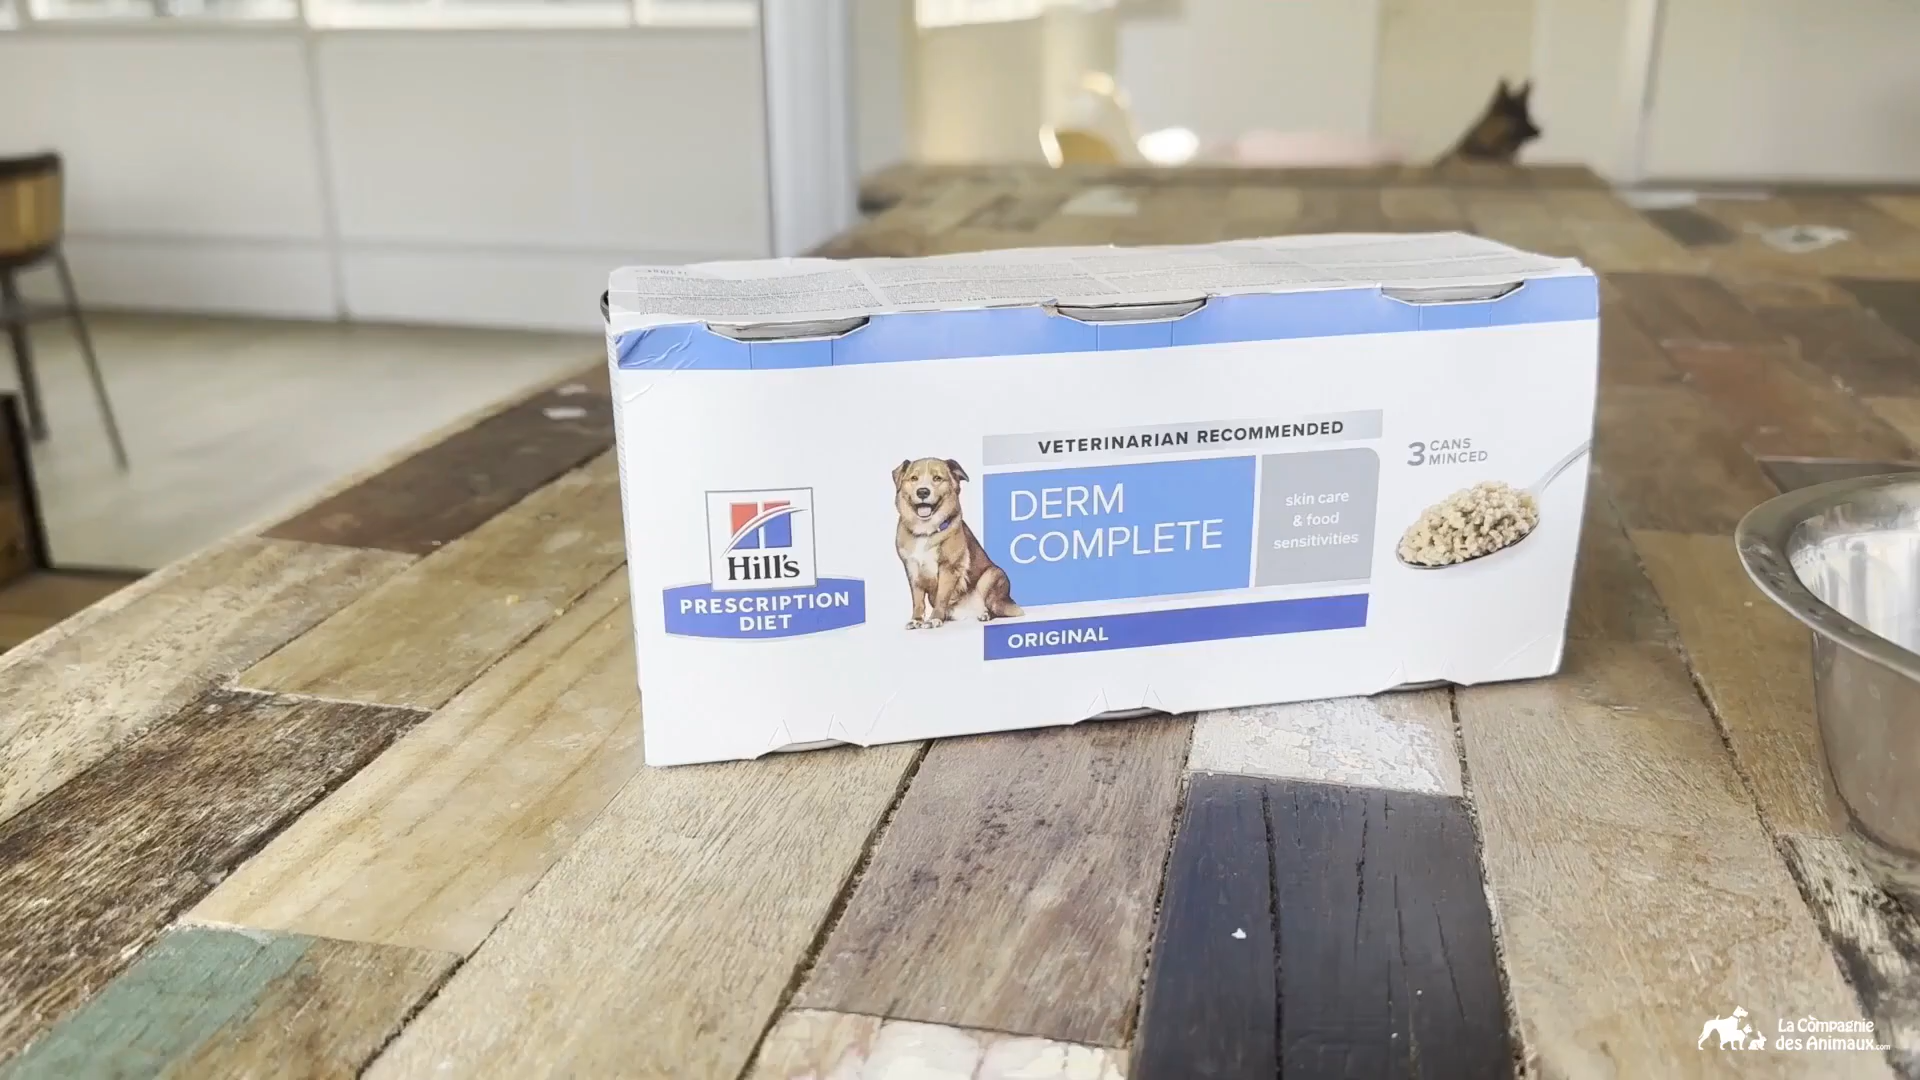 VETERINARIAN RECOMMENDED
DERM
COMPLETE
skin care
& food
sensitivities
3 CANS
MINCED
Hill's
PRESCRIPTION
DIET
ORIGINAL
La Compagnie
des Animaux.com